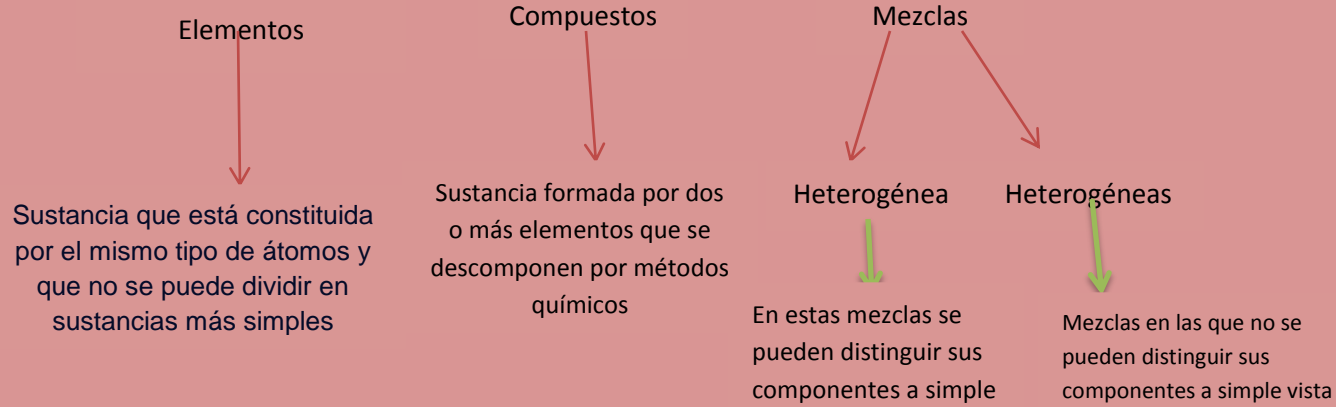 Elementos
Compuestos
Mezclas
Sustancia que está constituida
por el mismo tipo de átomos y
que no se puede dividir en
sustancias más simples
Sustancia formada por dos
o más elementos que se
descomponen por métodos
químicos
Heterogénea
Heterogéneas
En estas mezclas se
pueden distinguir sus
componentes a simple
Mezclas en las que no se
pueden distinguir sus
componentes a simple vista